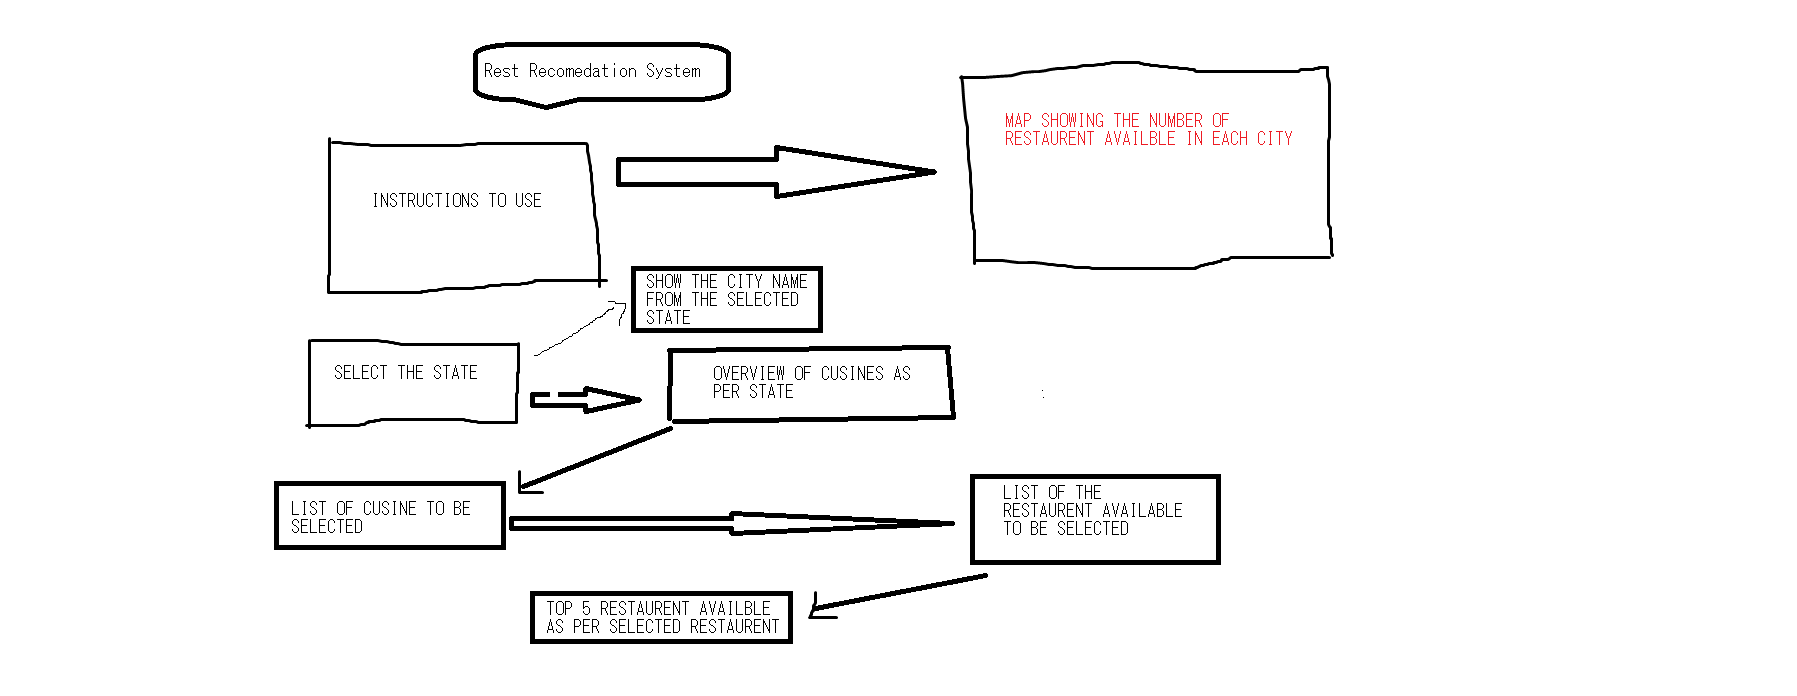 Rest Recomedation System
MAP SHOWING THE NUMBER OF
RESTAURENT AVAILBLE IN EACH CITY
INSTRUCTIONS TO USE
SHOW THE CITY NAME
FROM THE SELECTED
STATE
SELECT THE STATE
OVERVIEW OF CUSINES AS
PER STATE
LIST OF CUSINE TO BE
SELECTED
LIST OF THE
RESTAURENT AVAILABLE
TO BE SELECTED
TOP 5 RESTAURENT AVAILBLE
AS PER SELECTED RESTAURENT